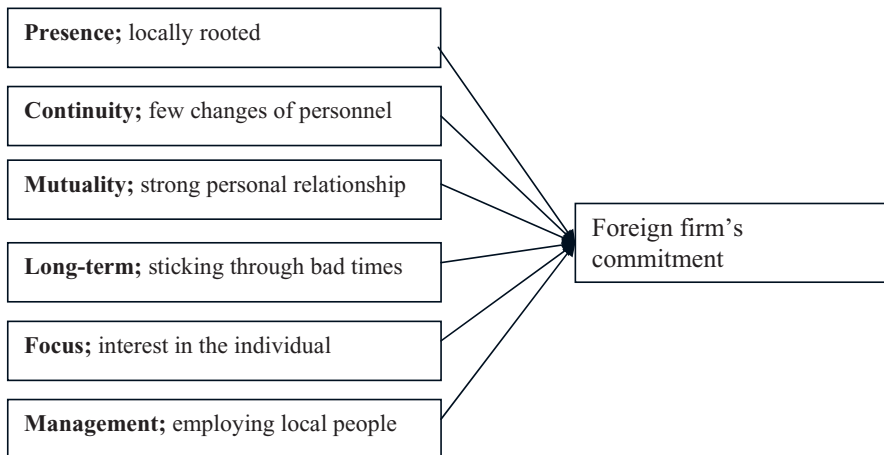 Presence; locally rooted
Continuity; few changes of personnel
Mutuality; strong personal relationship
Long-term; sticking through bad times
Focus; interest in the individual
Management; employing local people
Foreign firm’s
commitment